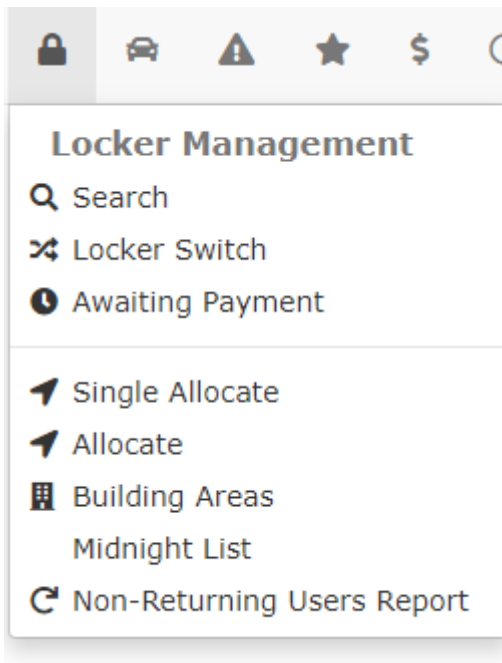 $
Locker Management
Search
Locker Switch
Awaiting Payment
Single Allocate
Allocate
Building Areas
Midnight List
Non-Returning Users Report